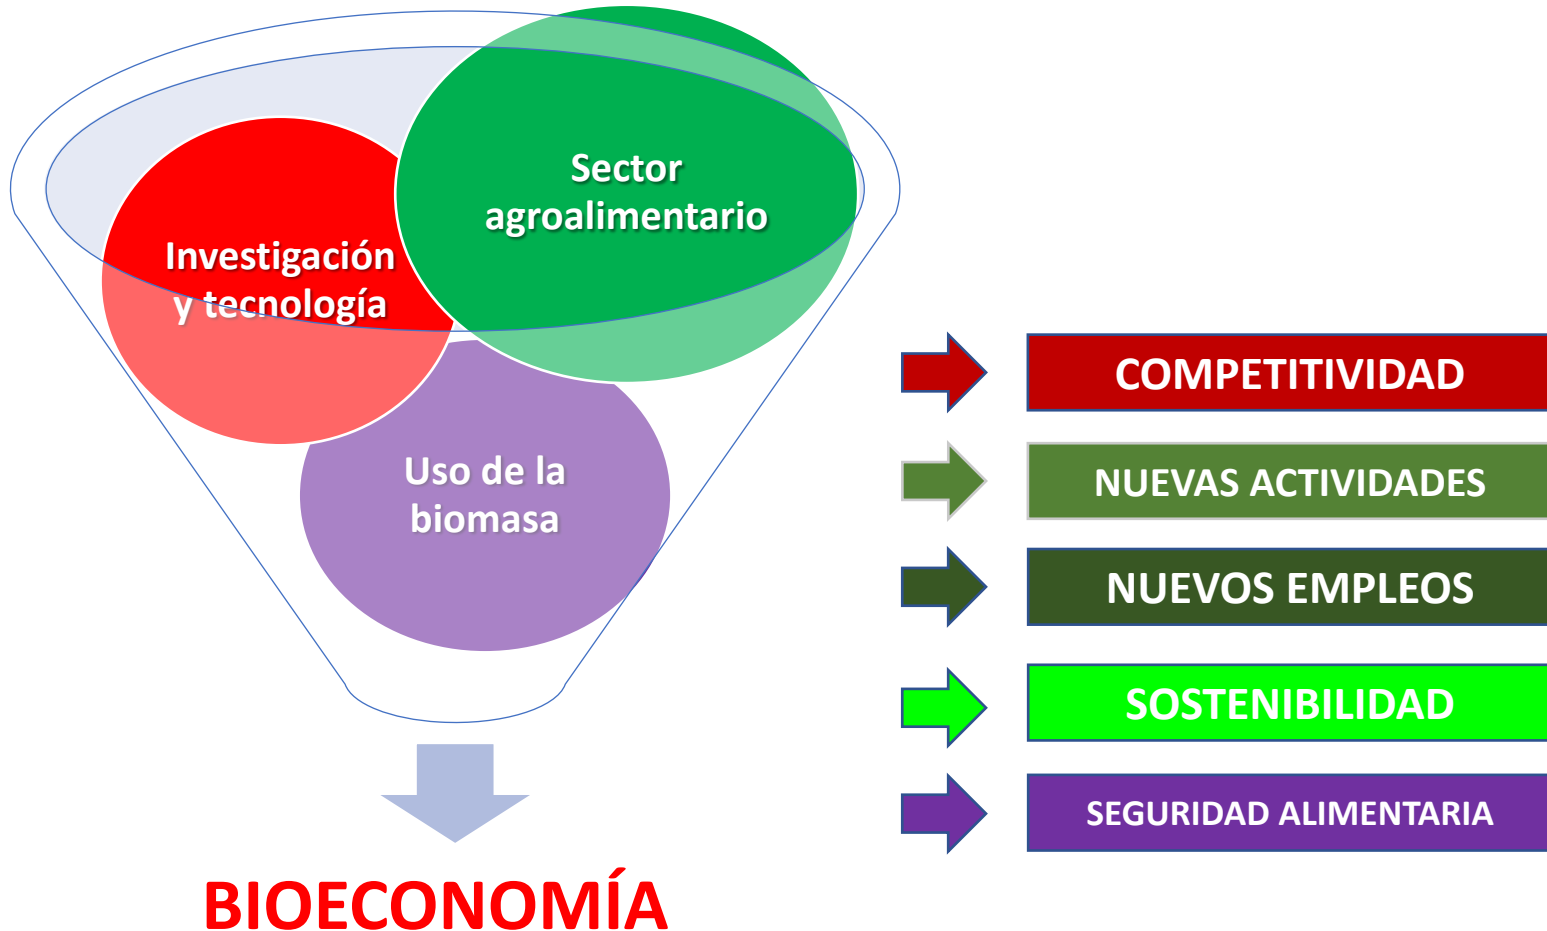 Sector
agroalimentario
Investigación
y tecnología
Uso de la
biomasa
BIOECONOMÍA
COMPETITIVIDAD
NUEVAS ACTIVIDADES
NUEVOS EMPLEOS
SOSTENIBILIDAD
SEGURIDAD ALIMENTARIA